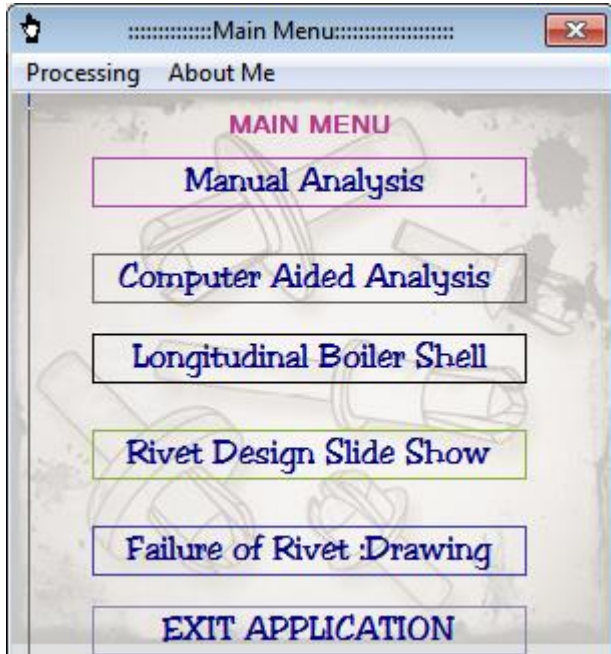 ::::::::::::::Main Menu::::::::::::::::::::
Processing About Me
MAIN MENU
Manual Analysis
Computer Aided Analysis
Longitudinal Boiler Shell
Rivet Design Slide Show
Failure of Rivet :Drawing
EXIT APPLICATION